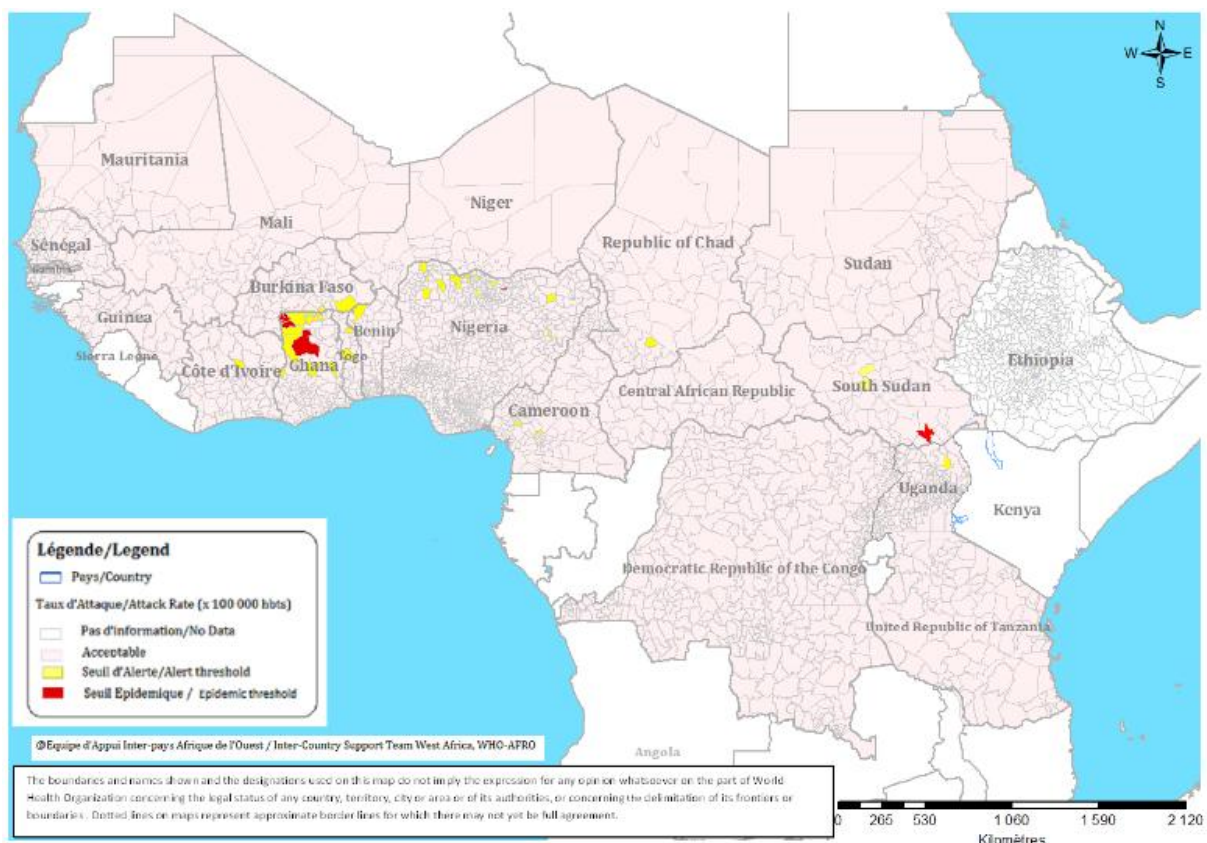 N
W E
S
Mauritania
Mali
Niger
Republic of Chad
Sudan
Sénégal
Gambia
Burkina Faso
Guinea
Benin
Nigeria
Ethiopia
Sierra Leone
Côte d'Ivoire
Ghana
Togo
South Sudan
Central African Republic
Cameroon
Uganda
Kenya
Democratic Republic of the Congo
United Republic of Tanzania
Angola
Légende/Legend
Pays/Country
Taux d'Attaque/Attack Rate (x 100 000 hbts)
Pas d'information/No Data
Acceptable
Seuil d'Alerte/Alert threshold
Seuil Epidemique / Epidemic threshold
@Equipe d'Appui Inter-pays Afrique de l'Ouest / Inter-Country Support Team West Africa, WHO-AFRO
The boundaries and names shown and the designations used on this map do not imply the expression for any opinion whatsoever on the part of World
Health Organization concerning the legal status of any country, territory, city or area or of its authorities, or concerning the delimitation of its frontiers or
boundaries. Dotted lines on maps represent approximate border lines for which there may not yet be full agreement.
0 265 530 1 060 1 590 2 120
Kilomètres